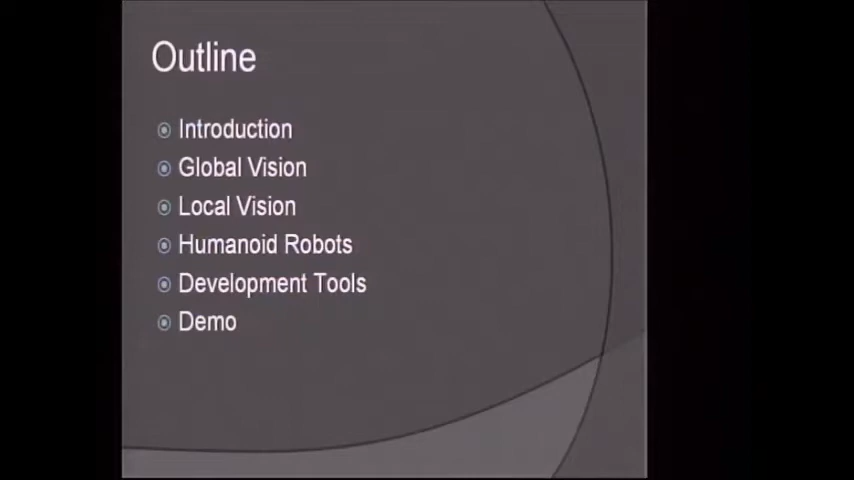 Outline
Introduction
Global Vision
Local Vision
Humanoid Robots
Development Tools
Demo